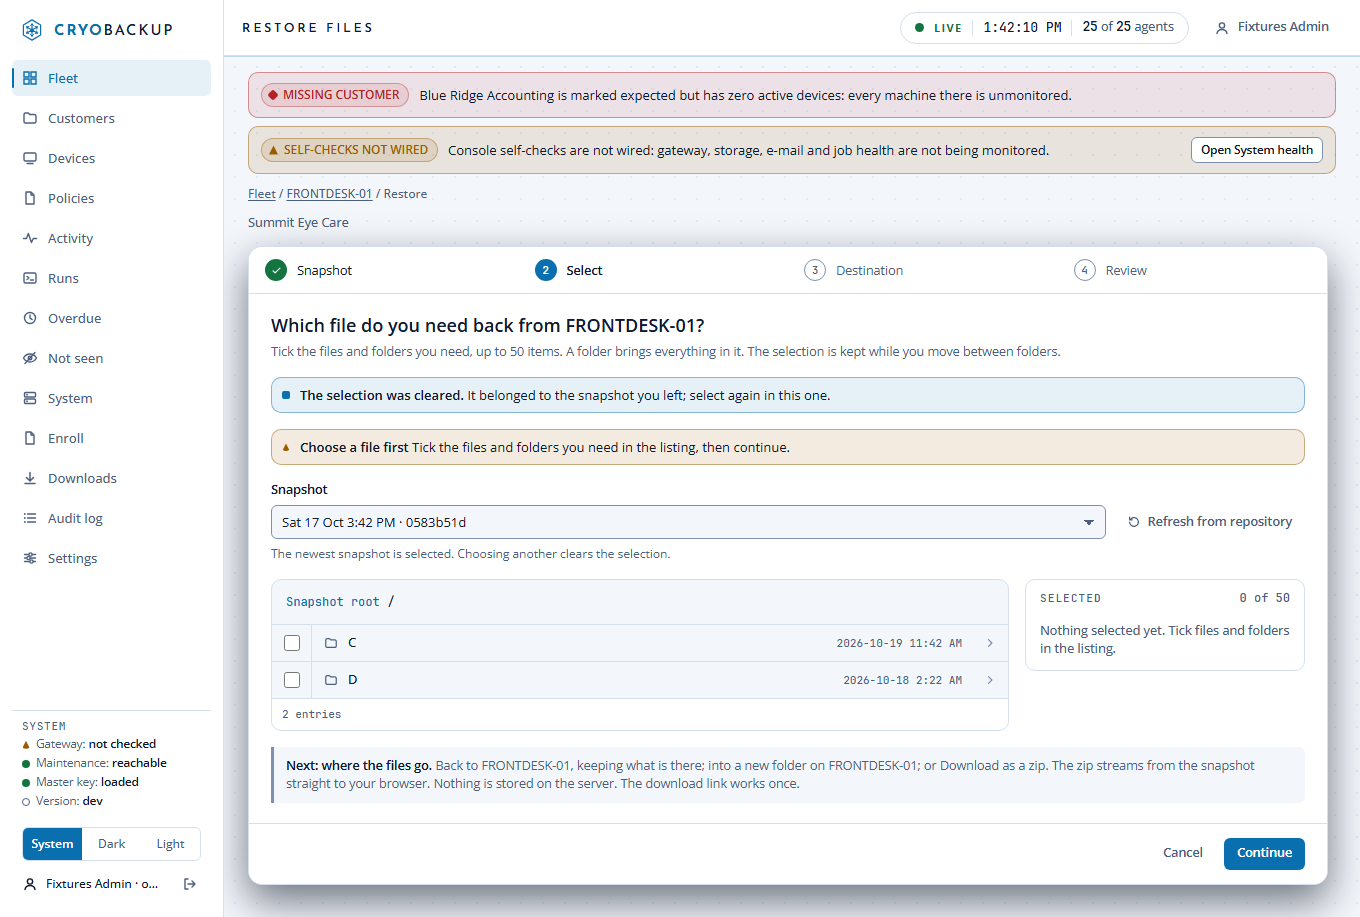 CRYOBACKUP
RESTORE FILES
LIVE 1:42:10 PM 25 of 25 agents
Fixtures Admin
Fleet
Customers
Devices
Policies
Activity
Runs
Overdue
Not seen
System
Enroll
Downloads
Audit log
Settings
SYSTEM
Gateway: not checked
Maintenance: reachable
Master key: loaded
Version: dev
System Dark Light
Fixtures Admin · o...
MISSING CUSTOMER Blue Ridge Accounting is marked expected but has zero active devices: every machine there is unmonitored.
SELF-CHECKS NOT WIRED Console self-checks are not wired: gateway, storage, e-mail and job health are not being monitored. Open System health
Fleet / FRONTDESK-01 / Restore
Summit Eye Care
Snapshot 2 Select 3 Destination 4 Review
Which file do you need back from FRONTDESK-01?
Tick the files and folders you need, up to 50 items. A folder brings everything in it. The selection is kept while you move between folders.
The selection was cleared. It belonged to the snapshot you left; select again in this one.
Choose a file first Tick the files and folders you need in the listing, then continue.
Snapshot
Sat 17 Oct 3:42 PM · 0583b51d
Refresh from repository
The newest snapshot is selected. Choosing another clears the selection.
Snapshot root /
C 2026-10-19 11:42 AM
D 2026-10-18 2:22 AM
2 entries
SELECTED 0 of 50
Nothing selected yet. Tick files and folders
in the listing.
Next: where the files go. Back to FRONTDESK-01, keeping what is there; into a new folder on FRONTDESK-01; or Download as a zip. The zip streams from the snapshot
straight to your browser. Nothing is stored on the server. The download link works once.
Cancel Continue